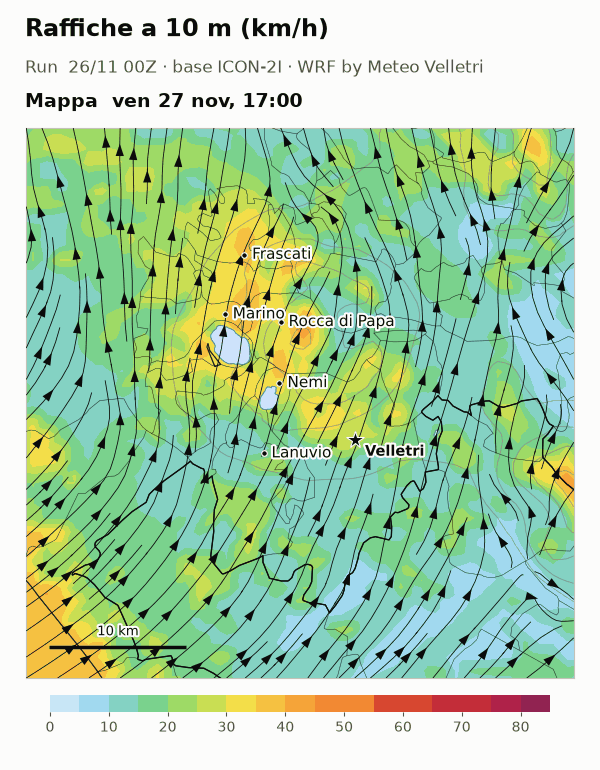 Raffiche a 10 m (km/h)
Run  26/11 00Z · base ICON-2I · WRF by Meteo Velletri
Mappa  ven 27 nov, 17:00
Frascati
Marino
Rocca di Papa
Nemi
Velletri
Lanuvio
10 km
0 10 20 30 40 50 60 70 80